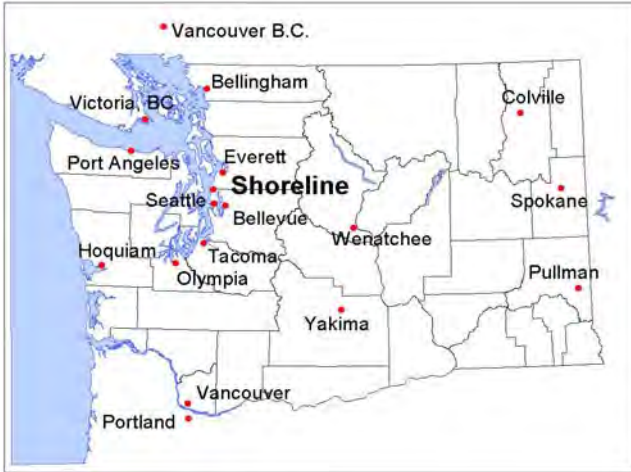 Vancouver B.C.
Bellingham
Colville
Victoria, BC
Port Angeles
Everett
Shoreline
Spokane
Seattle
Bellevue
Wenatchee
Hoquiam
Tacoma
Olympia
Pullman
Yakima
Vancouver
Portland